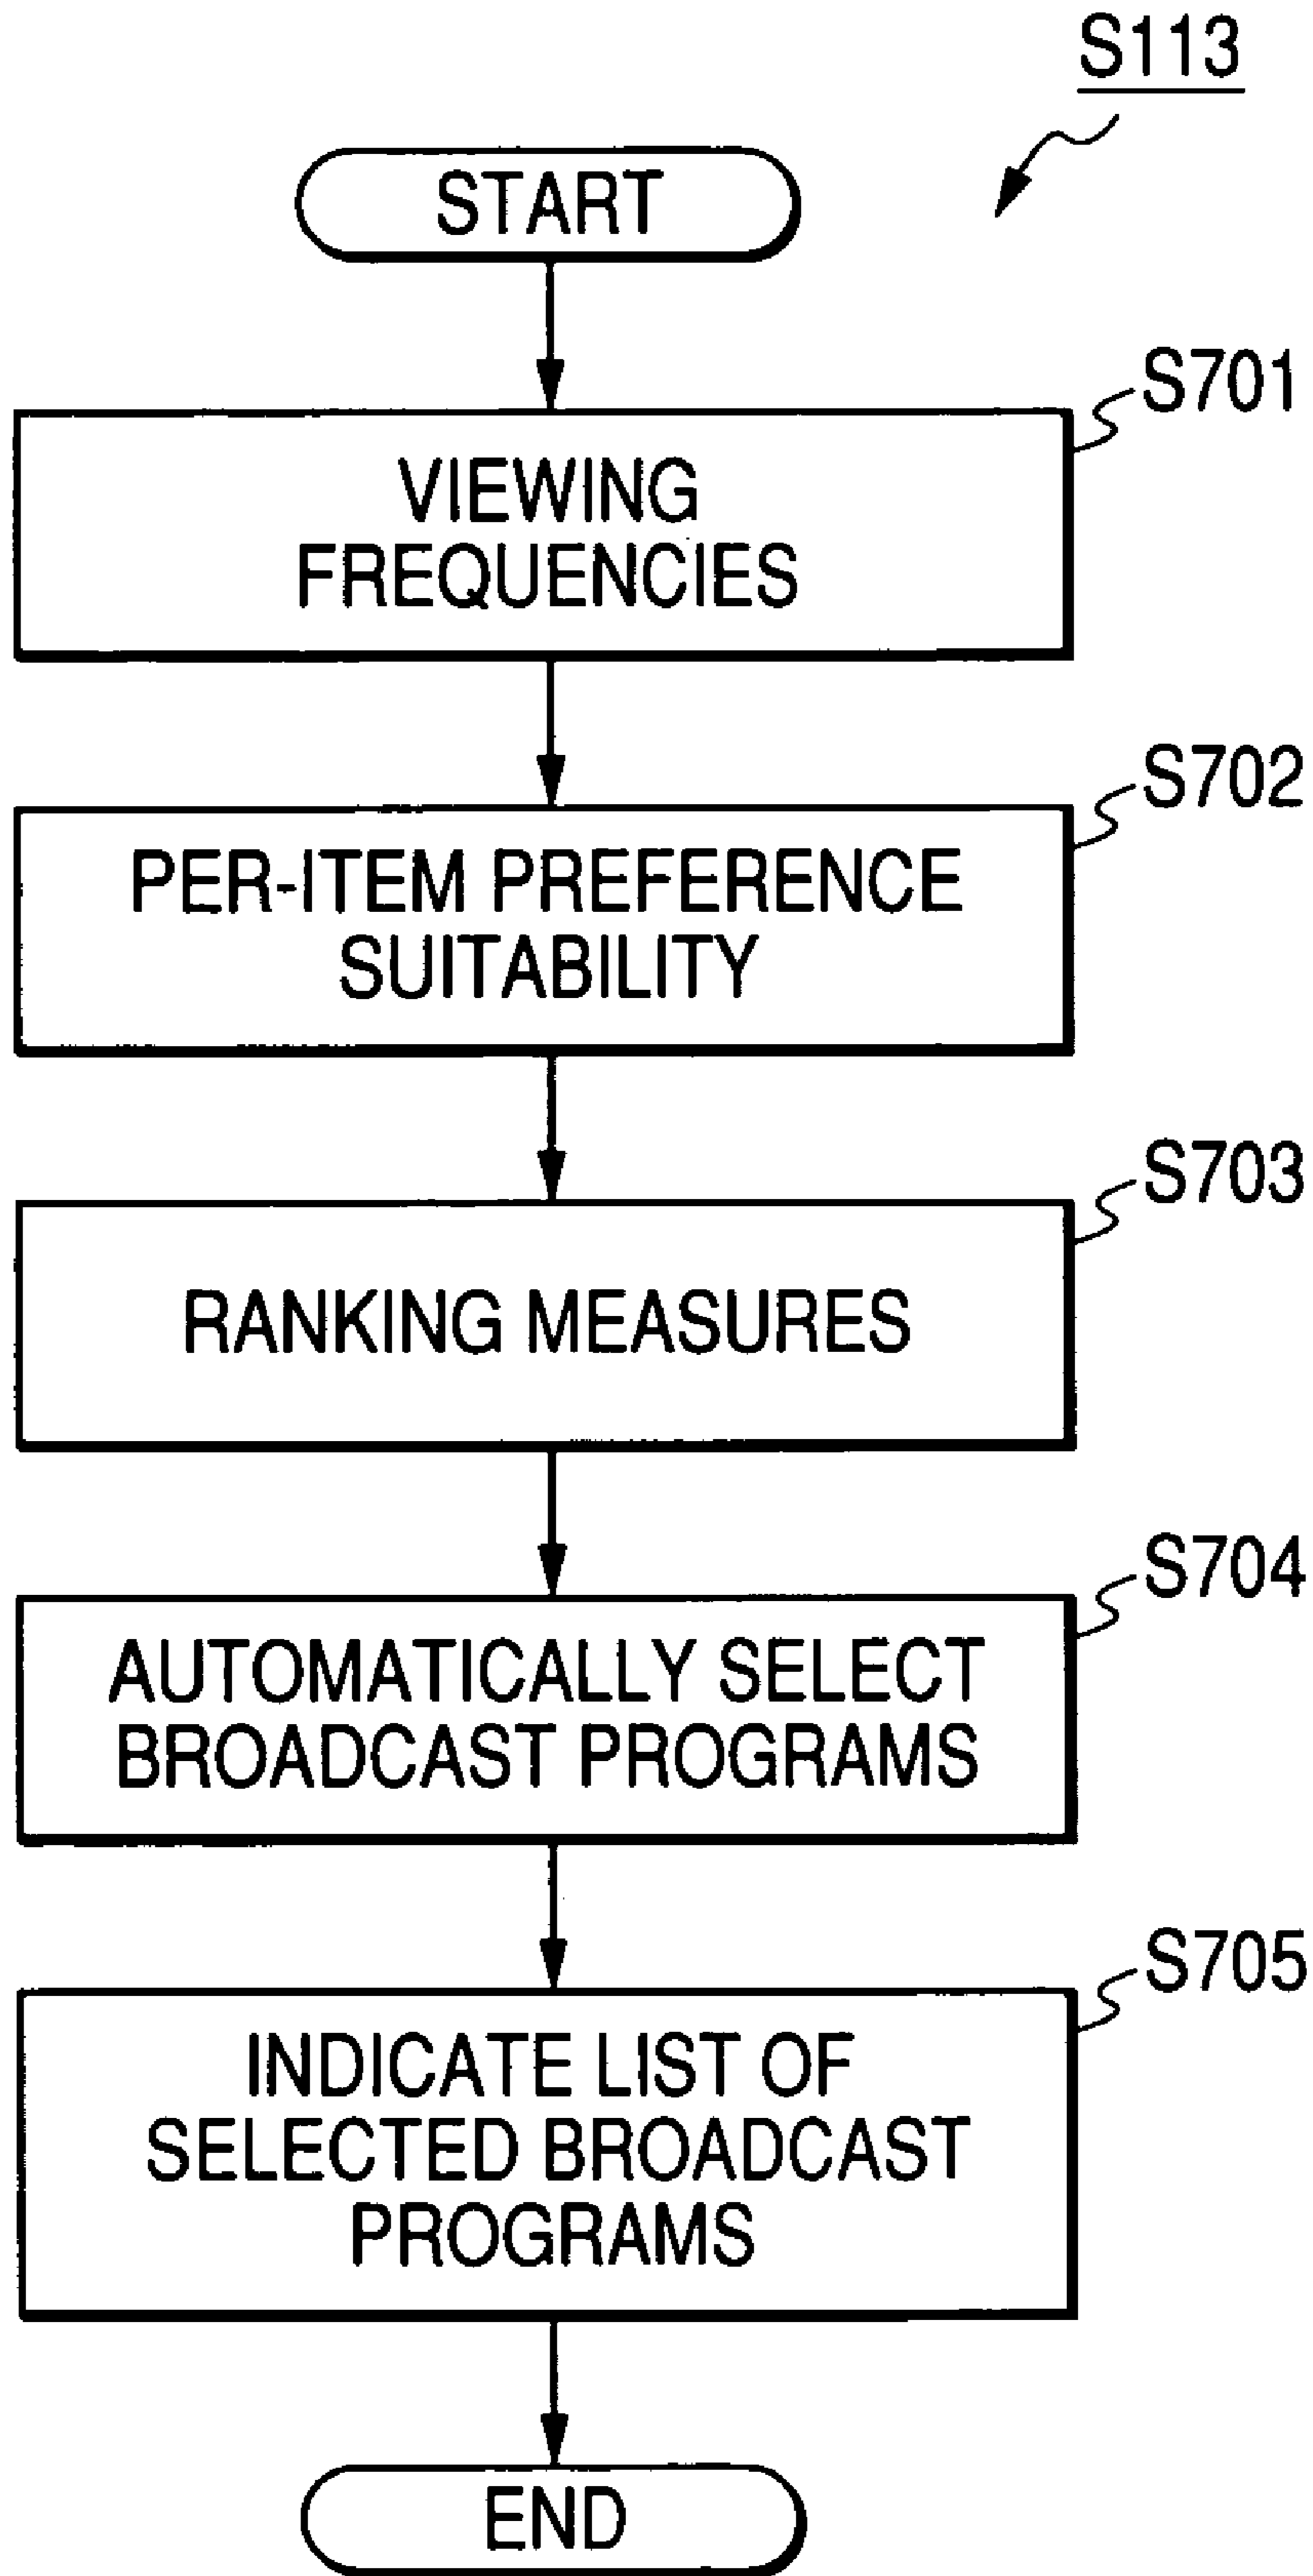 S113
START
S701
VIEWING
FREQUENCIES
S702
PER-ITEM PREFERENCE
SUITABILITY
S703
RANKING MEASURES
S704
AUTOMATICALLY SELECT
BROADCAST PROGRAMS
S705
INDICATE LIST OF
SELECTED BROADCAST
PROGRAMS
END